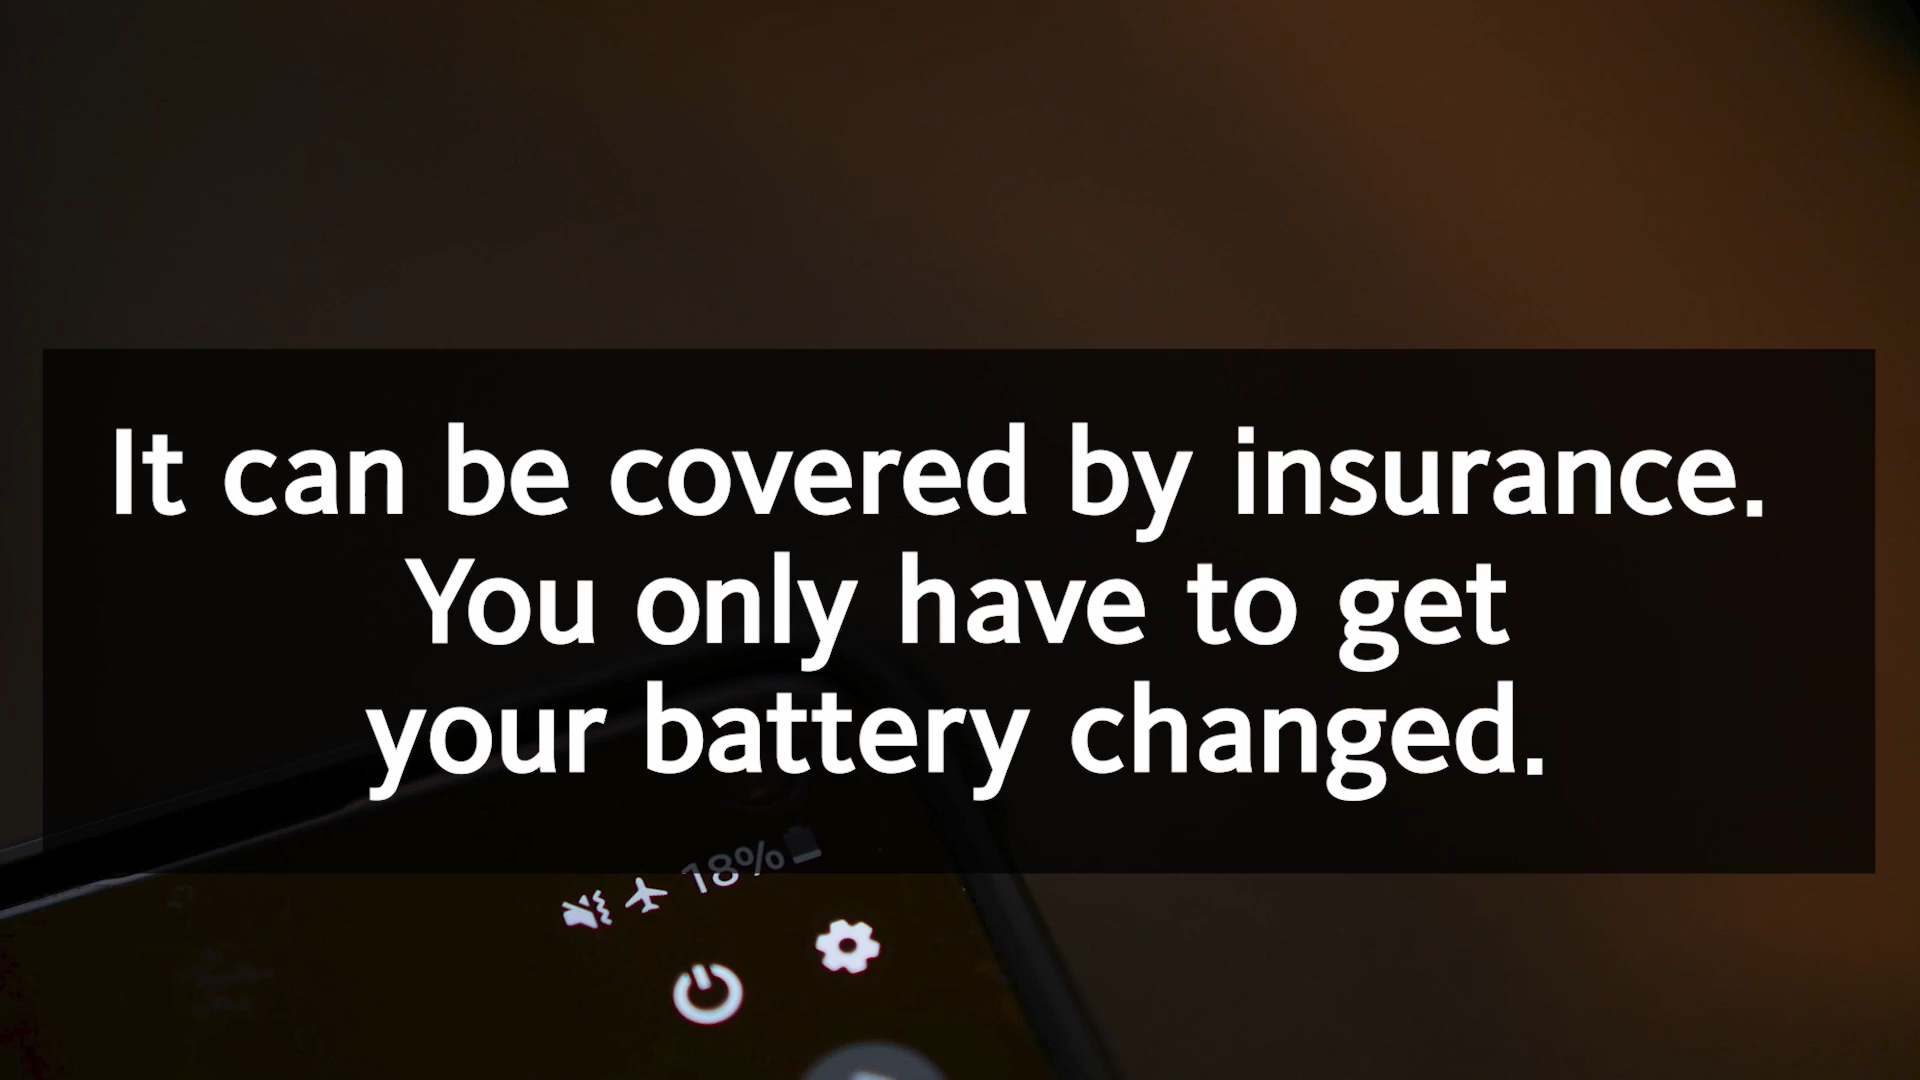 It can be covered by insurance.
You only have to get
your battery changed.
18%